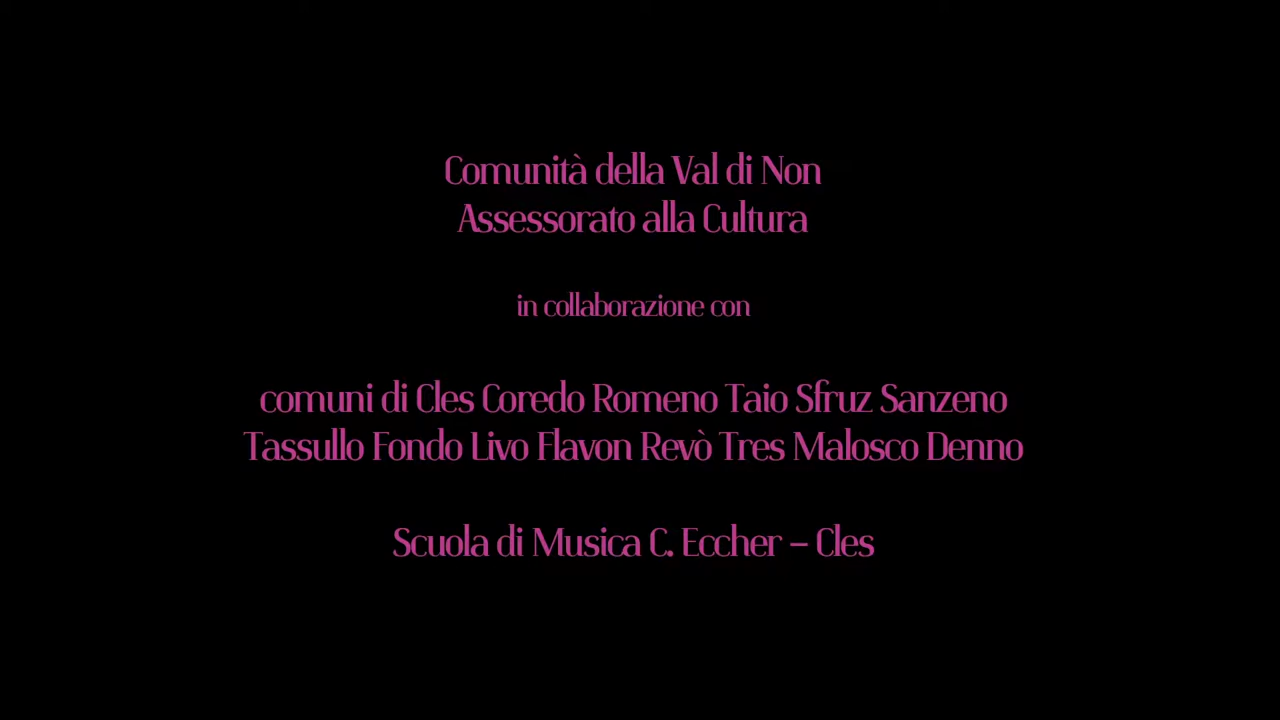 Comunità della Val di Non
Assessorato alla Cultura
in collaborazione con
comuni di Cles Coredo Romeno Taio Sfruz Sanzeno
Tassullo Fondo Livo Flavon Revò Tres Malosco Denno
Scuola di Musica C. Eccher – Cles